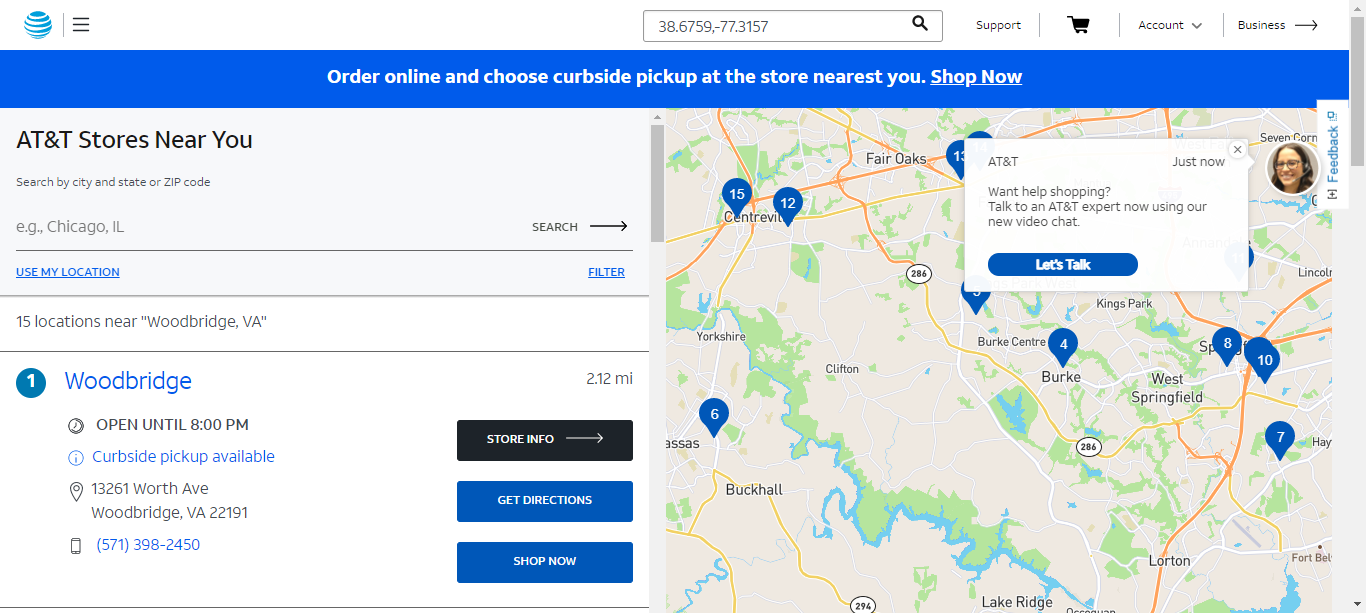 38.6759,-77.3157
Support
Account
Business
Order online and choose curbside pickup at the store nearest you. Shop Now
AT&T Stores Near You
Search by city and state or ZIP code
e.g., Chicago, IL
SEARCH
USE MY LOCATION
FILTER
15 locations near "Woodbridge, VA"
1
Woodbridge
2.12 mi
OPEN UNTIL 8:00 PM
Curbside pickup available
13261 Worth Ave
Woodbridge, VA 22191
(571) 398-2450
STORE INFO
GET DIRECTIONS
SHOP NOW
Fair Oaks
13
14
Seven Corn
AT&T
Just now
Want help shopping?
Talk to an AT&T expert now using our
new video chat.
Let's Talk
Feedback
15
12
Centrevil
Annandale
11
286
Lincoln
Kings Park
Yorkshire
Burke Centre
4
8
10
Clifton
Burke
West
Springfield
6
assas
286
7
Hay
Buckhall
Lorton
Fort Bel
294
Lake Ridge
Occoquan